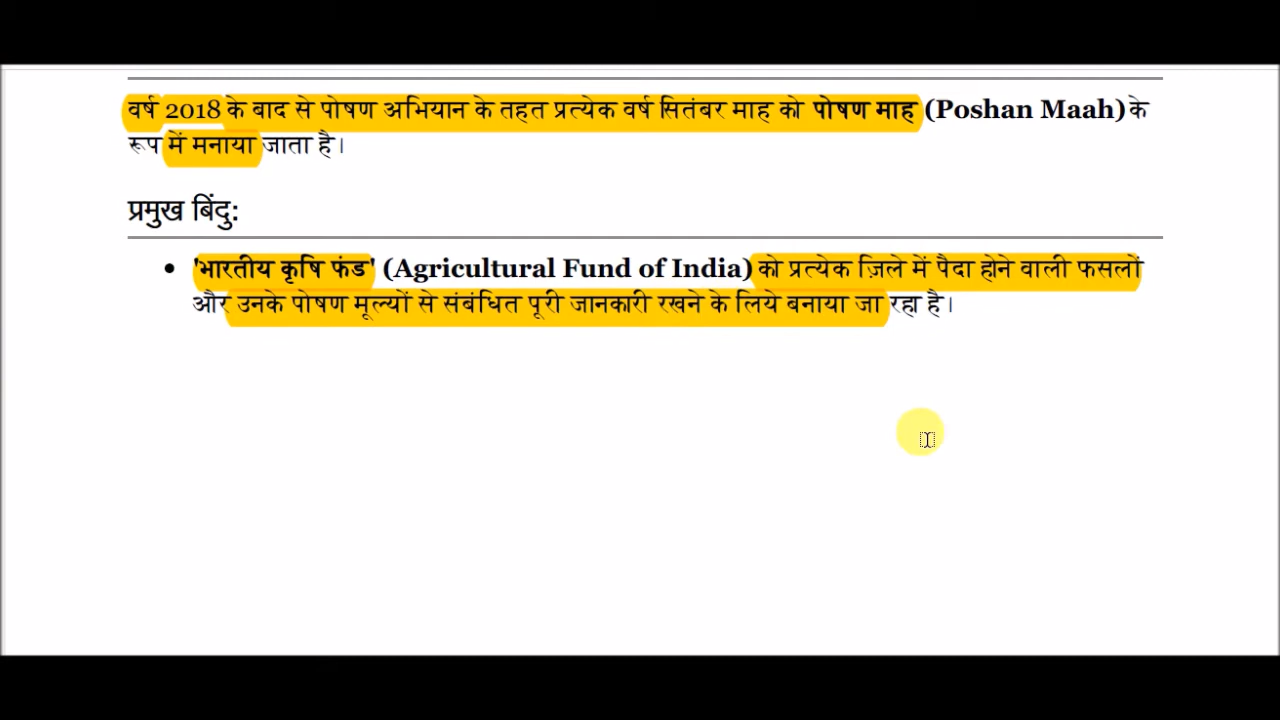 वर्ष 2018 के बाद से पोषण अभियान के तहत प्रत्येक वर्ष सितंबर माह को पोषण माह (Poshan Maah) के
रूप में मनाया जाता है।
प्रमुख बिंदु:
• 'भारतीय कृषि फंड' (Agricultural Fund of India) को प्रत्येक ज़िले में पैदा होने वाली फसलों
और उनके पोषण मूल्यों से संबंधित पूरी जानकारी रखने के लिये बनाया जा रहा है।